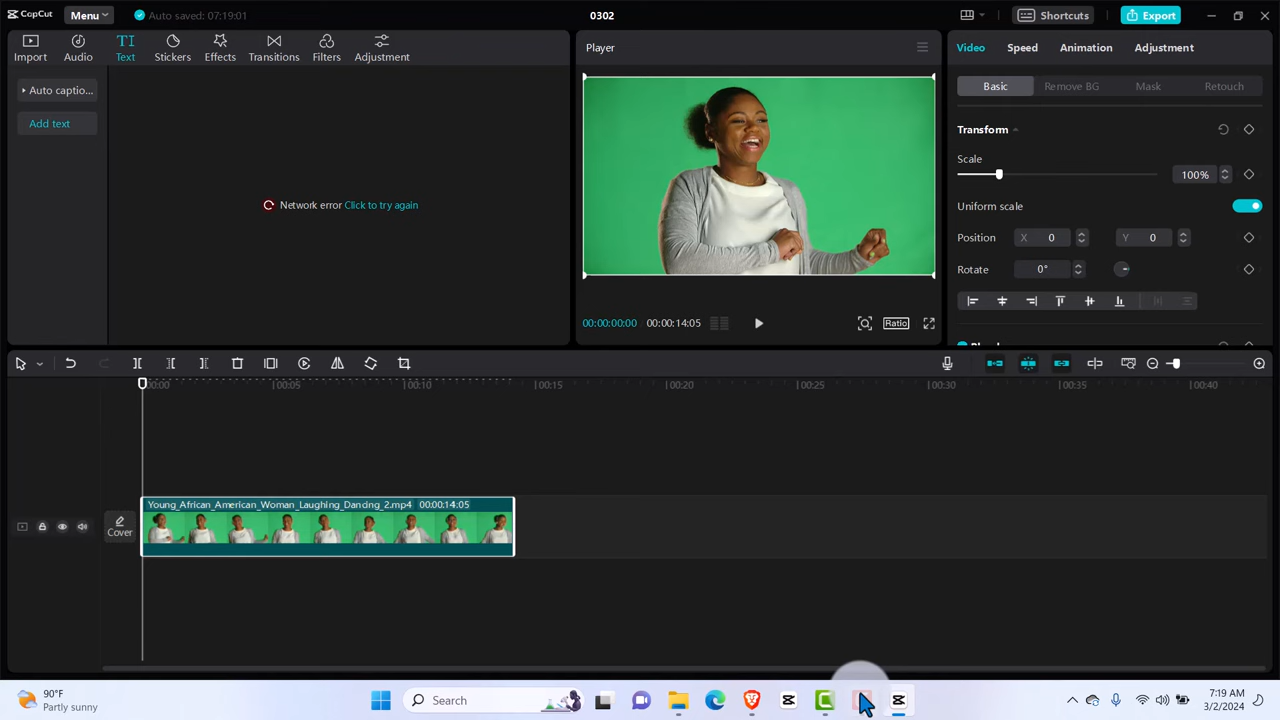 CapCut Menu Auto saved: 07:19:01 0302 Shortcuts Export
Import Audio Text Stickers Effects Transitions Filters Adjustment
Auto captio...
Add text
Network error Click to try again
Player
00:00:00:00 00:00:14:05 Ratio
Video Speed Animation Adjustment
Basic Remove BG Mask Retouch
Transform
Scale
100%
Uniform scale
Position X 0 Y 0
Rotate 0°
00:00 00:05 00:10 00:15 00:20 00:25 00:30 00:35 00:40
Young_African_American_Woman_Laughing_Dancing_2.mp4 00:00:14:05
Cover
90°F
Partly sunny
Search
7:19 AM
3/2/2024